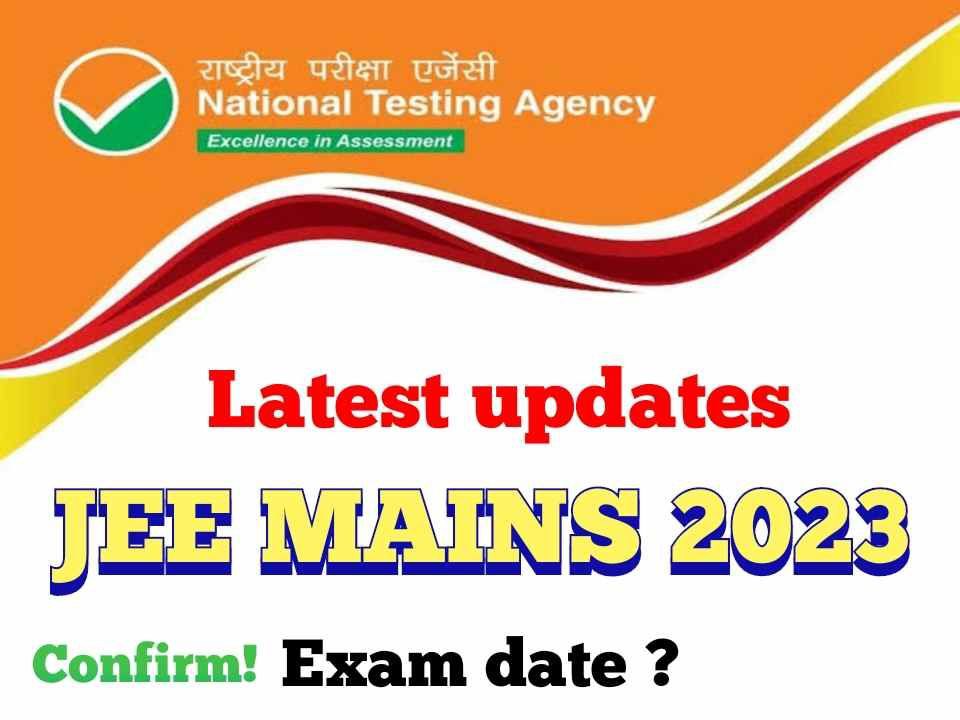 राष्ट्रीय परीक्षा एजेंसी
National Testing Agency
Excellence in Assessment
Latest updates
JEE MAINS 2023
Confirm! Exam date ?